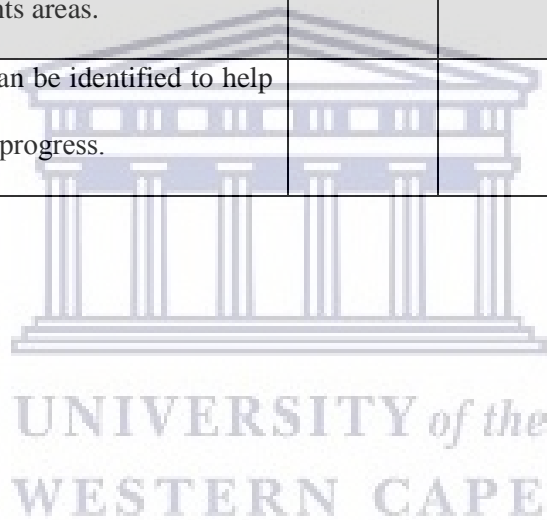 nts areas.
an be identified to help
progress.
UNIVERSITY of the
WESTERN CAPE